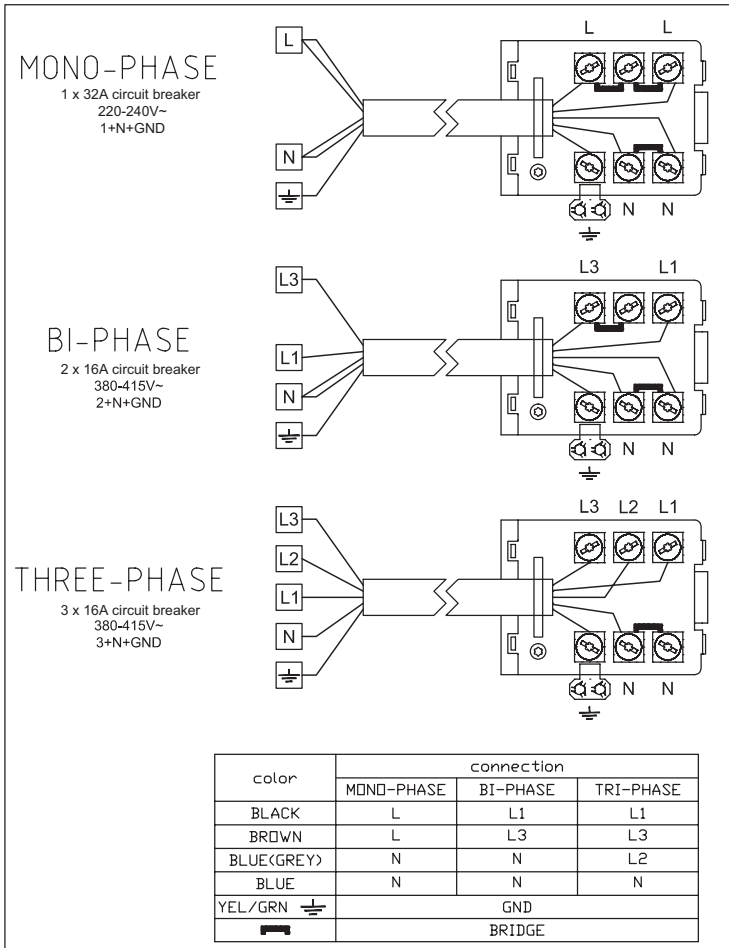 L L
L
MONO-PHASE
1 x 32A circuit breaker
220-240V~
1+N+GND
N
N N
L3 L1
L3
BI-PHASE
2 x 16A circuit breaker
380-415V~
2+N+GND
L1
N
N N
L3 L2 L1
L3
L2
THREE-PHASE
3 x 16A circuit breaker
380-415V~
3+N+GND
L1
N
N N
color connection
MONO-PHASE BI-PHASE TRI-PHASE
BLACK L L1 L1
BROWN L L3 L3
BLUE(GREY) N N L2
BLUE N N N
YEL/GRN GND
BRIDGE